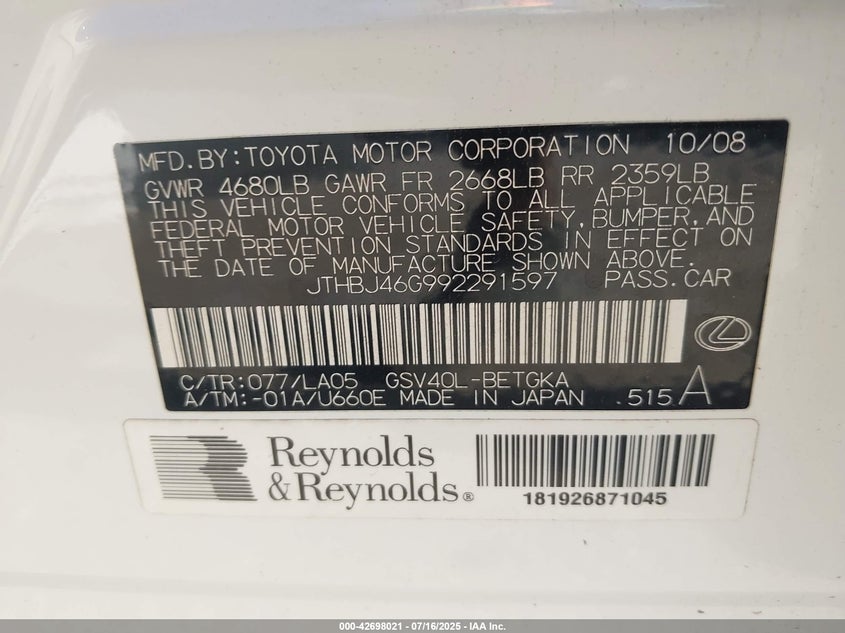 MFD.BY:TOYOTA MOTOR CORPORATION 10/08
GVWR 4680LB GAWR FR 2668LB RR 2359LB
THIS VEHICLE CONFORMS TO ALL APPLICABLE
FEDERAL MOTOR VEHICLE SAFETY,BUMPER,AND
THEFT PREVENTION STANDARDS IN EFFECT ON
THE DATE OF MANUFACTURE SHOWN ABOVE.
JTHBJ46G992291597 PASS.CAR
C/TR:077/LA05 GSV40L-BETGKA
A/TM:-01A/U660E MADE IN JAPAN .515 A
Reynolds
& Reynolds®
181926871045
000-42698021 | 07/16/2025 | IAA Inc.